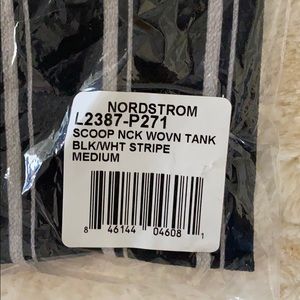 NORDSTROM
L2387-P271
SCOOP NCK WOVN TANK
BLK/WHT STRIPE
MEDIUM
8 46144 04608 1